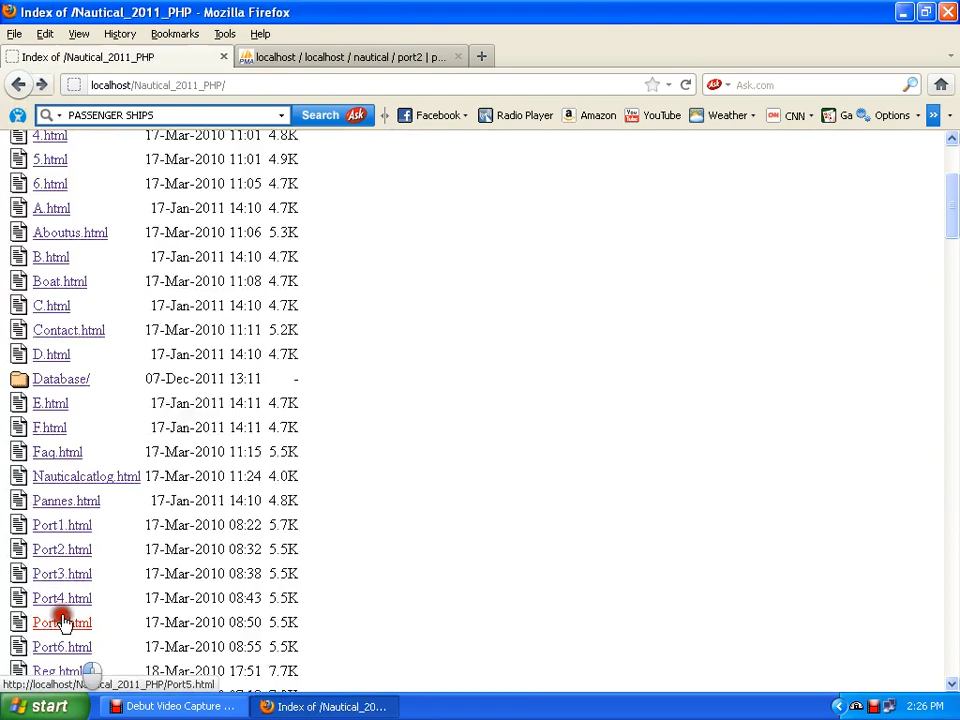 Index of /Nautical_2011_PHP - Mozilla Firefox
File Edit View History Bookmarks Tools Help
Index of /Nautical_2011_PHP
localhost / localhost / nautical / port2 | p...
localhost/Nautical_2011_PHP/
Ask.com
PASSENGER SHIPS Search Ask Facebook Radio Player Amazon YouTube Weather CNN Ga Options
4.html 17-Mar-2010 11:01 4.8K
5.html 17-Mar-2010 11:01 4.9K
6.html 17-Mar-2010 11:05 4.7K
A.html 17-Jan-2011 14:10 4.7K
Aboutus.html 17-Mar-2010 11:06 5.3K
B.html 17-Jan-2011 14:10 4.7K
Boat.html 17-Mar-2010 11:08 4.7K
C.html 17-Jan-2011 14:10 4.7K
Contact.html 17-Mar-2010 11:11 5.2K
D.html 17-Jan-2011 14:10 4.7K
Database/ 07-Dec-2011 13:11 -
E.html 17-Jan-2011 14:11 4.7K
F.html 17-Jan-2011 14:11 4.7K
Faq.html 17-Mar-2010 11:15 5.5K
Nauticalcatlog.html 17-Mar-2010 11:24 4.0K
Pannes.html 17-Jan-2011 14:10 4.8K
Port1.html 17-Mar-2010 08:22 5.7K
Port2.html 17-Mar-2010 08:32 5.5K
Port3.html 17-Mar-2010 08:38 5.5K
Port4.html 17-Mar-2010 08:43 5.5K
Port5.html 17-Mar-2010 08:50 5.5K
Port6.html 17-Mar-2010 08:55 5.5K
Reg.html 18-Mar-2010 17:51 7.7K
http://localhost/Nautical_2011_PHP/Port5.html
start Debut Video Capture ... Index of /Nautical_20... 2:26 PM